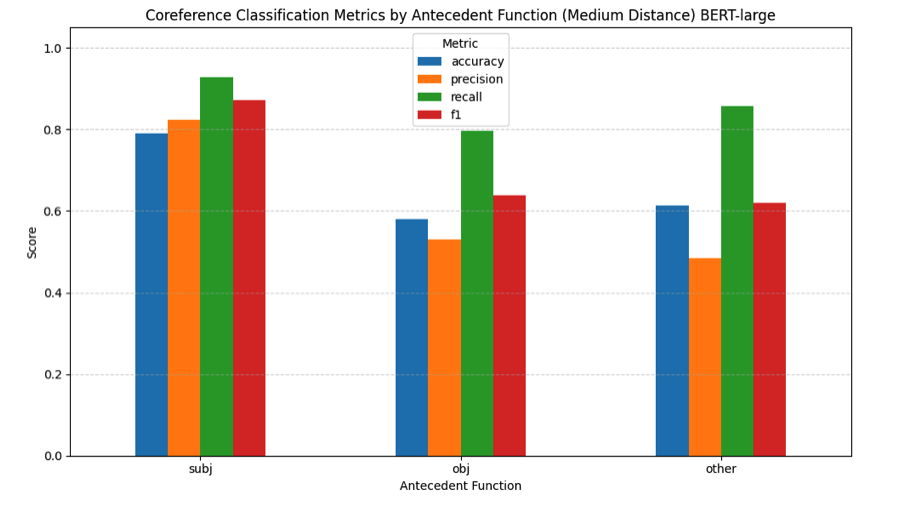 Coreference Classification Metrics by Antecedent Function (Medium Distance) BERT-large
Metric
accuracy
precision
recall
f1
Score
1.0
0.8
0.6
0.4
0.2
0.0
subj
obj
other
Antecedent Function